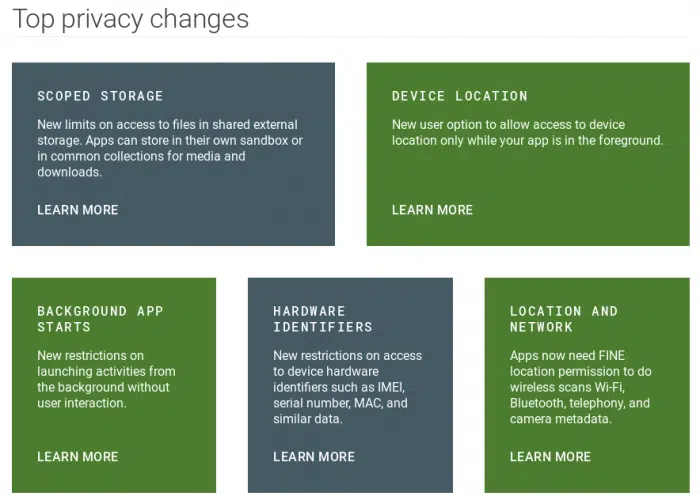 Top privacy changes
SCOPED STORAGE
New limits on access to files in shared external
storage. Apps can store in their own sandbox or
in common collections for media and
downloads.
LEARN MORE
DEVICE LOCATION
New user option to allow access to device
location only while your app is in the foreground.
LEARN MORE
BACKGROUND APP
STARTS
New restrictions on
launching activities from
the background without
user interaction.
LEARN MORE
HARDWARE
IDENTIFIERS
New restrictions on access
to device hardware
identifiers such as IMEI,
serial number, MAC, and
similar data.
LEARN MORE
LOCATION AND
NETWORK
Apps now need FINE
location permission to do
wireless scans Wi-Fi,
Bluetooth, telephony, and
camera metadata.
LEARN MORE